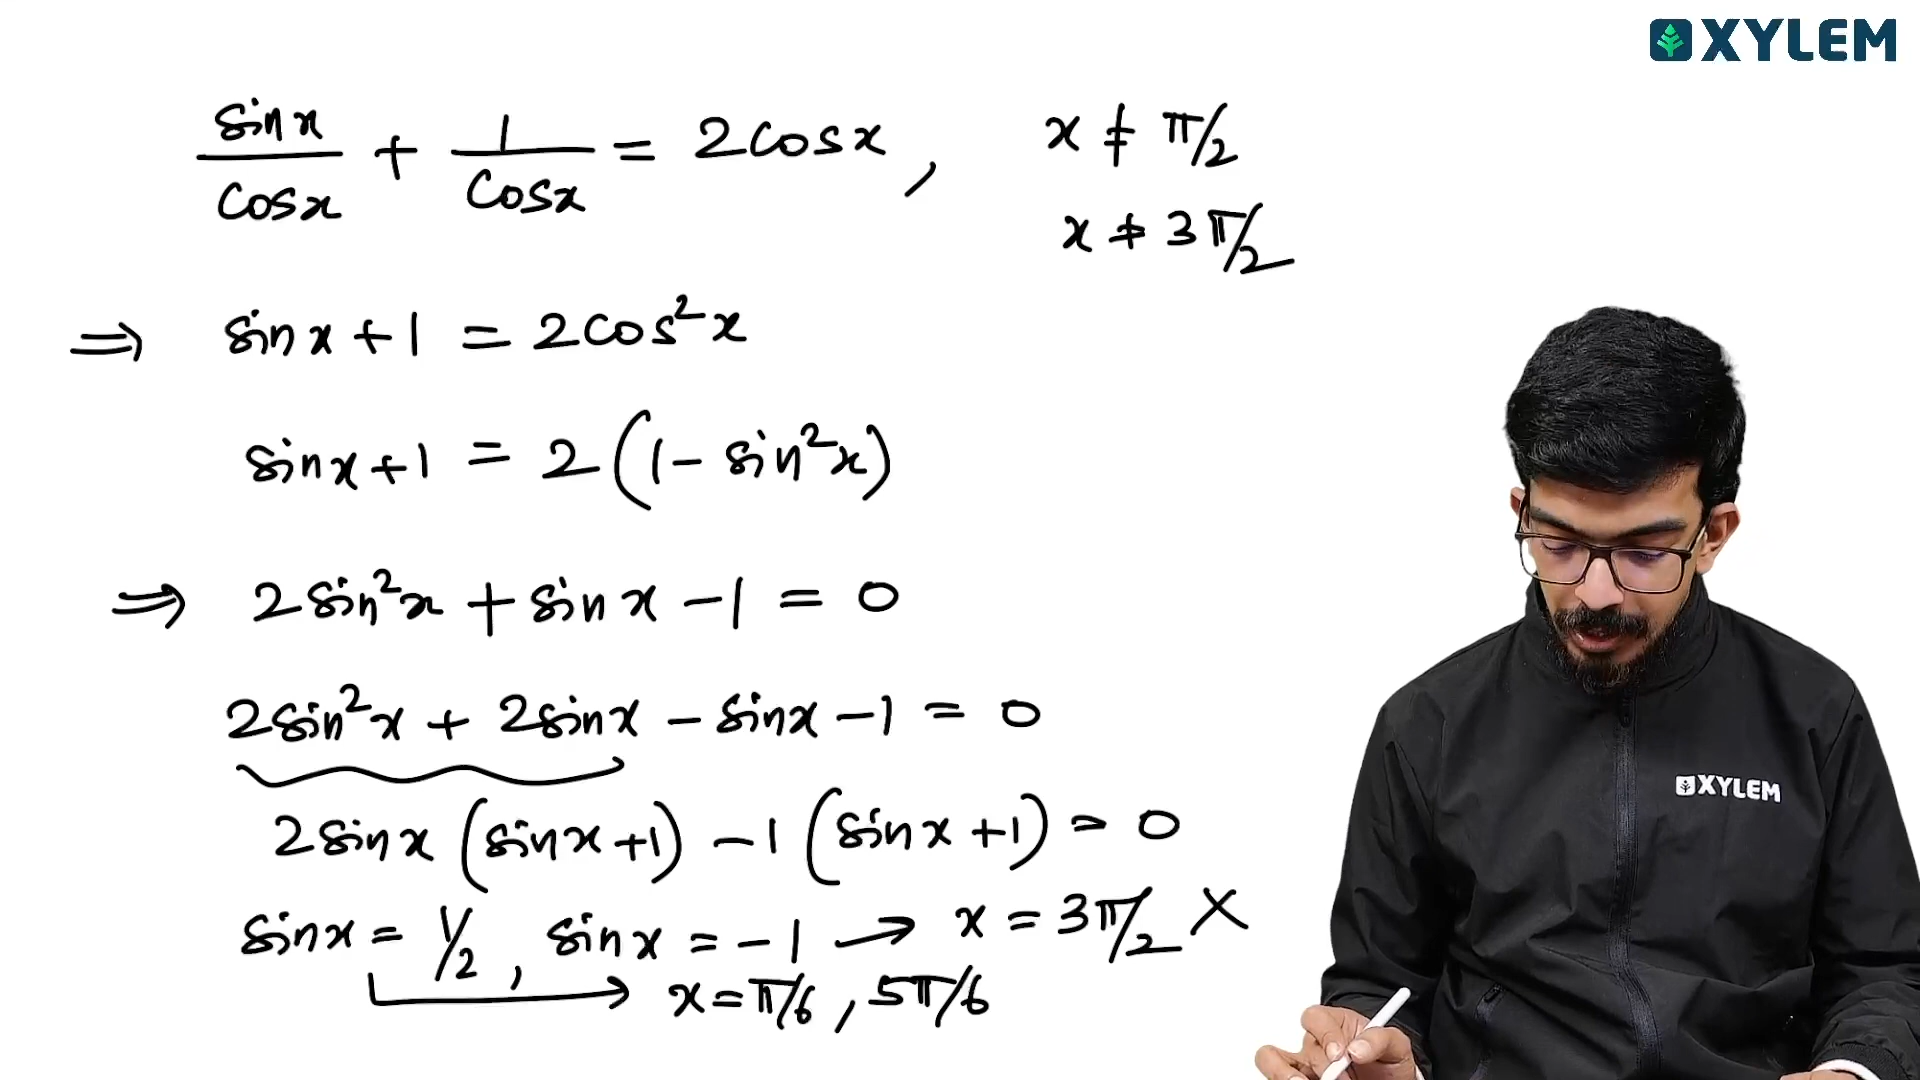 XYLEM
sin x/cos x + 1/cos x = 2cos x, x ≠ π/2
x ≠ 3π/2
⇒ sin x + 1 = 2cos²x
sin x + 1 = 2(1 - sin²x)
⇒ 2 sin²x + sin x - 1 = 0
2sin²x + 2sin x - sin x - 1 = 0
2sin x (sin x + 1) - 1 (sin x + 1) = 0
sin x = 1/2, sin x = -1 → x = 3π/2 X
→ x = π/6, 5π/6
XYLEM